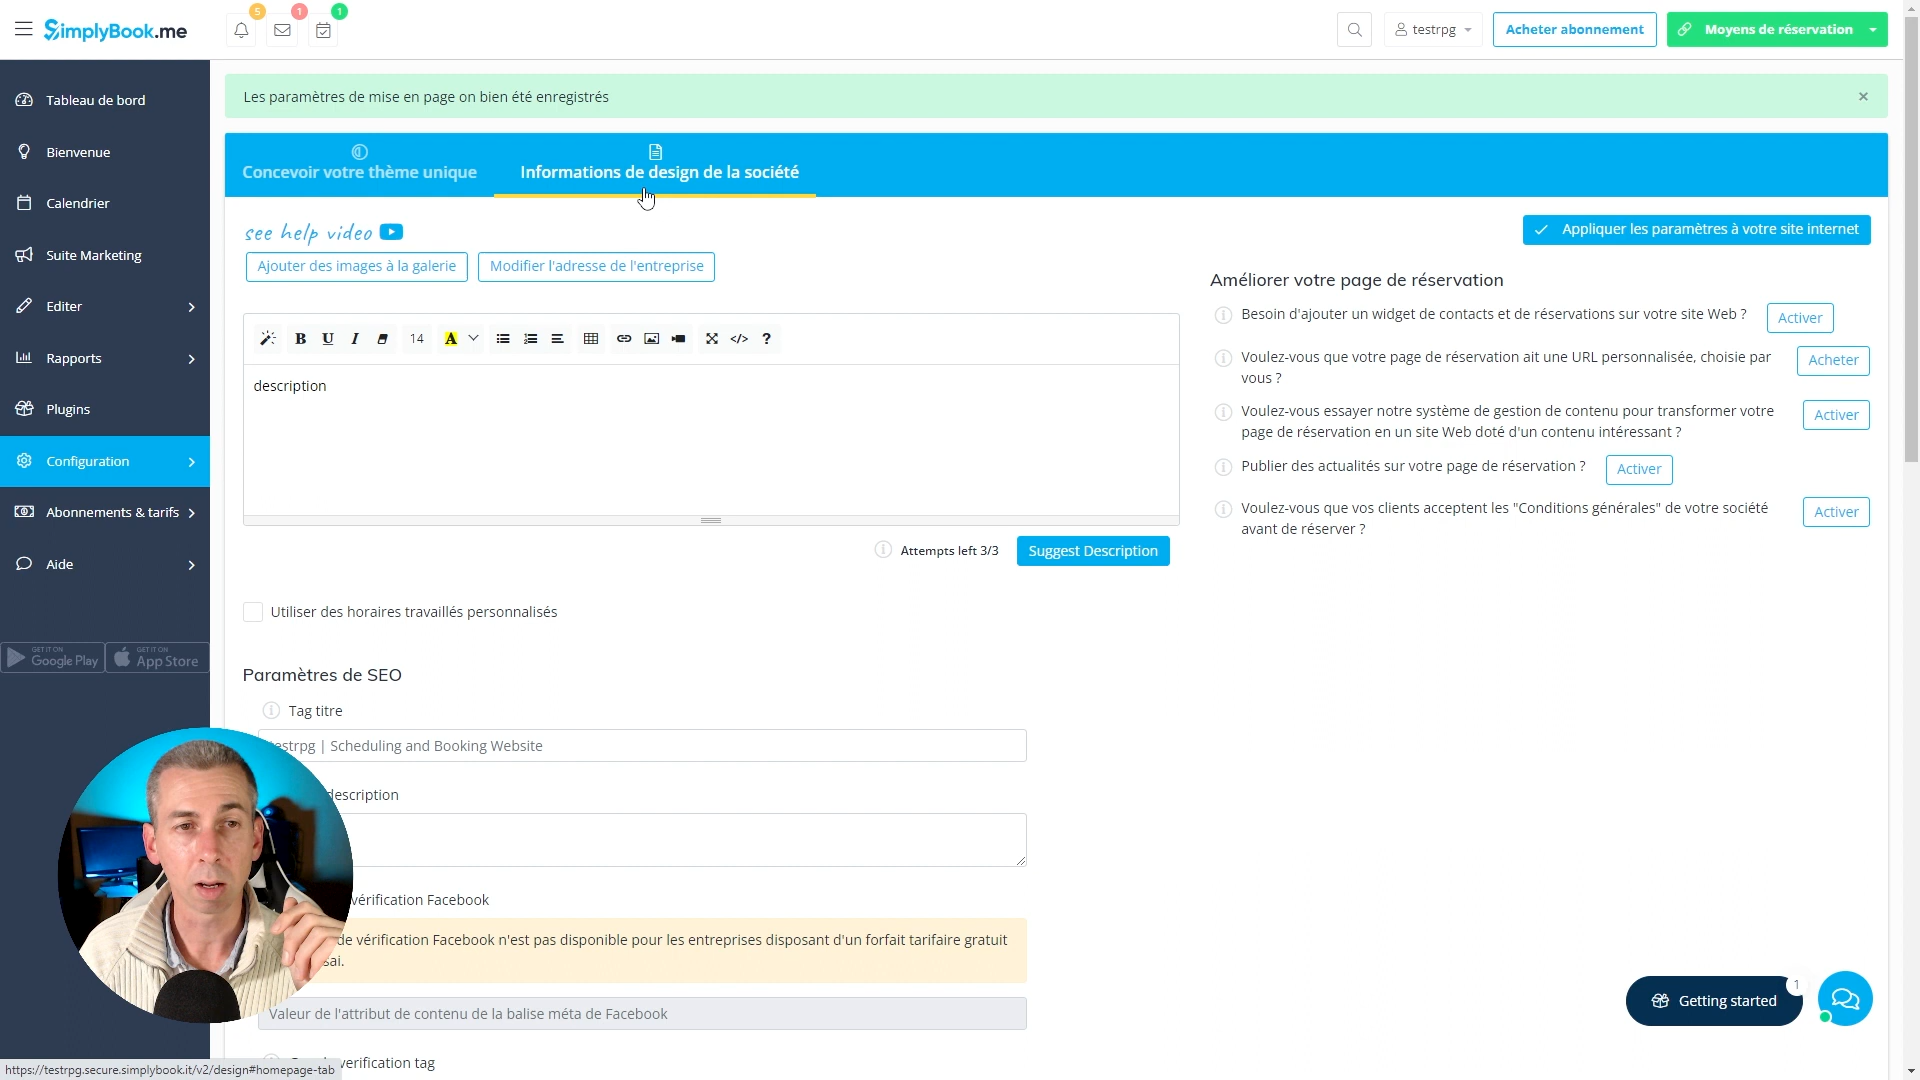 SimplyBook.me
5
1
1
testrpg
Acheter abonnement
Moyens de réservation
Tableau de bord
Bienvenue
Calendrier
Suite Marketing
Editer
Rapports
Plugins
Configuration
Abonnements & tarifs
Aide
GET IT ON
Google Play
GET IT ON
App Store
Les paramètres de mise en page on bien été enregistrés
×
Concevoir votre thème unique
Informations de design de la société
see help video
Appliquer les paramètres à votre site internet
Ajouter des images à la galerie
Modifier l'adresse de l'entreprise
B U I 14 A </> ?
description
Attempts left 3/3
Suggest Description
Améliorer votre page de réservation
Besoin d'ajouter un widget de contacts et de réservations sur votre site Web ?
Activer
Voulez-vous que votre page de réservation ait une URL personnalisée, choisie par
vous ?
Acheter
Voulez-vous essayer notre système de gestion de contenu pour transformer votre
page de réservation en un site Web doté d'un contenu intéressant ?
Activer
Publier des actualités sur votre page de réservation ?
Activer
Voulez-vous que vos clients acceptent les "Conditions générales" de votre société
avant de réserver ?
Activer
Utiliser des horaires travaillés personnalisés
Paramètres de SEO
Tag titre
testrpg | Scheduling and Booking Website
description
vérification Facebook
de vérification Facebook n'est pas disponible pour les entreprises disposant d'un forfait tarifaire gratuit
sai.
Valeur de l'attribut de contenu de la balise méta de Facebook
verification tag
Getting started
1
https://testrpg.secure.simplybook.it/v2/design#homepage-tab